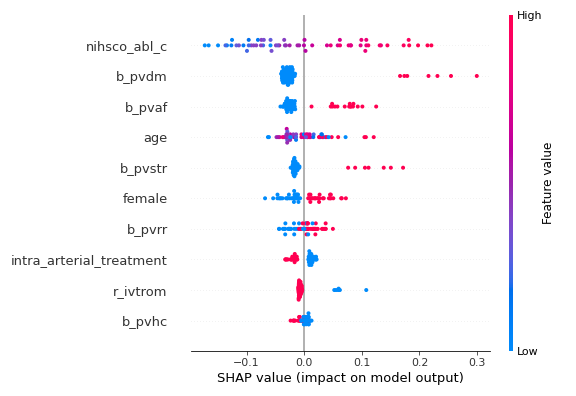 High
nihsco_abl_c
b_pvdm
b_pvaf
age
b_pvstr
female
b_pvrr
intra_arterial_treatment
r_ivtrom
b_pvhc
Feature value
Low
−0.1 0.0 0.1 0.2 0.3
SHAP value (impact on model output)